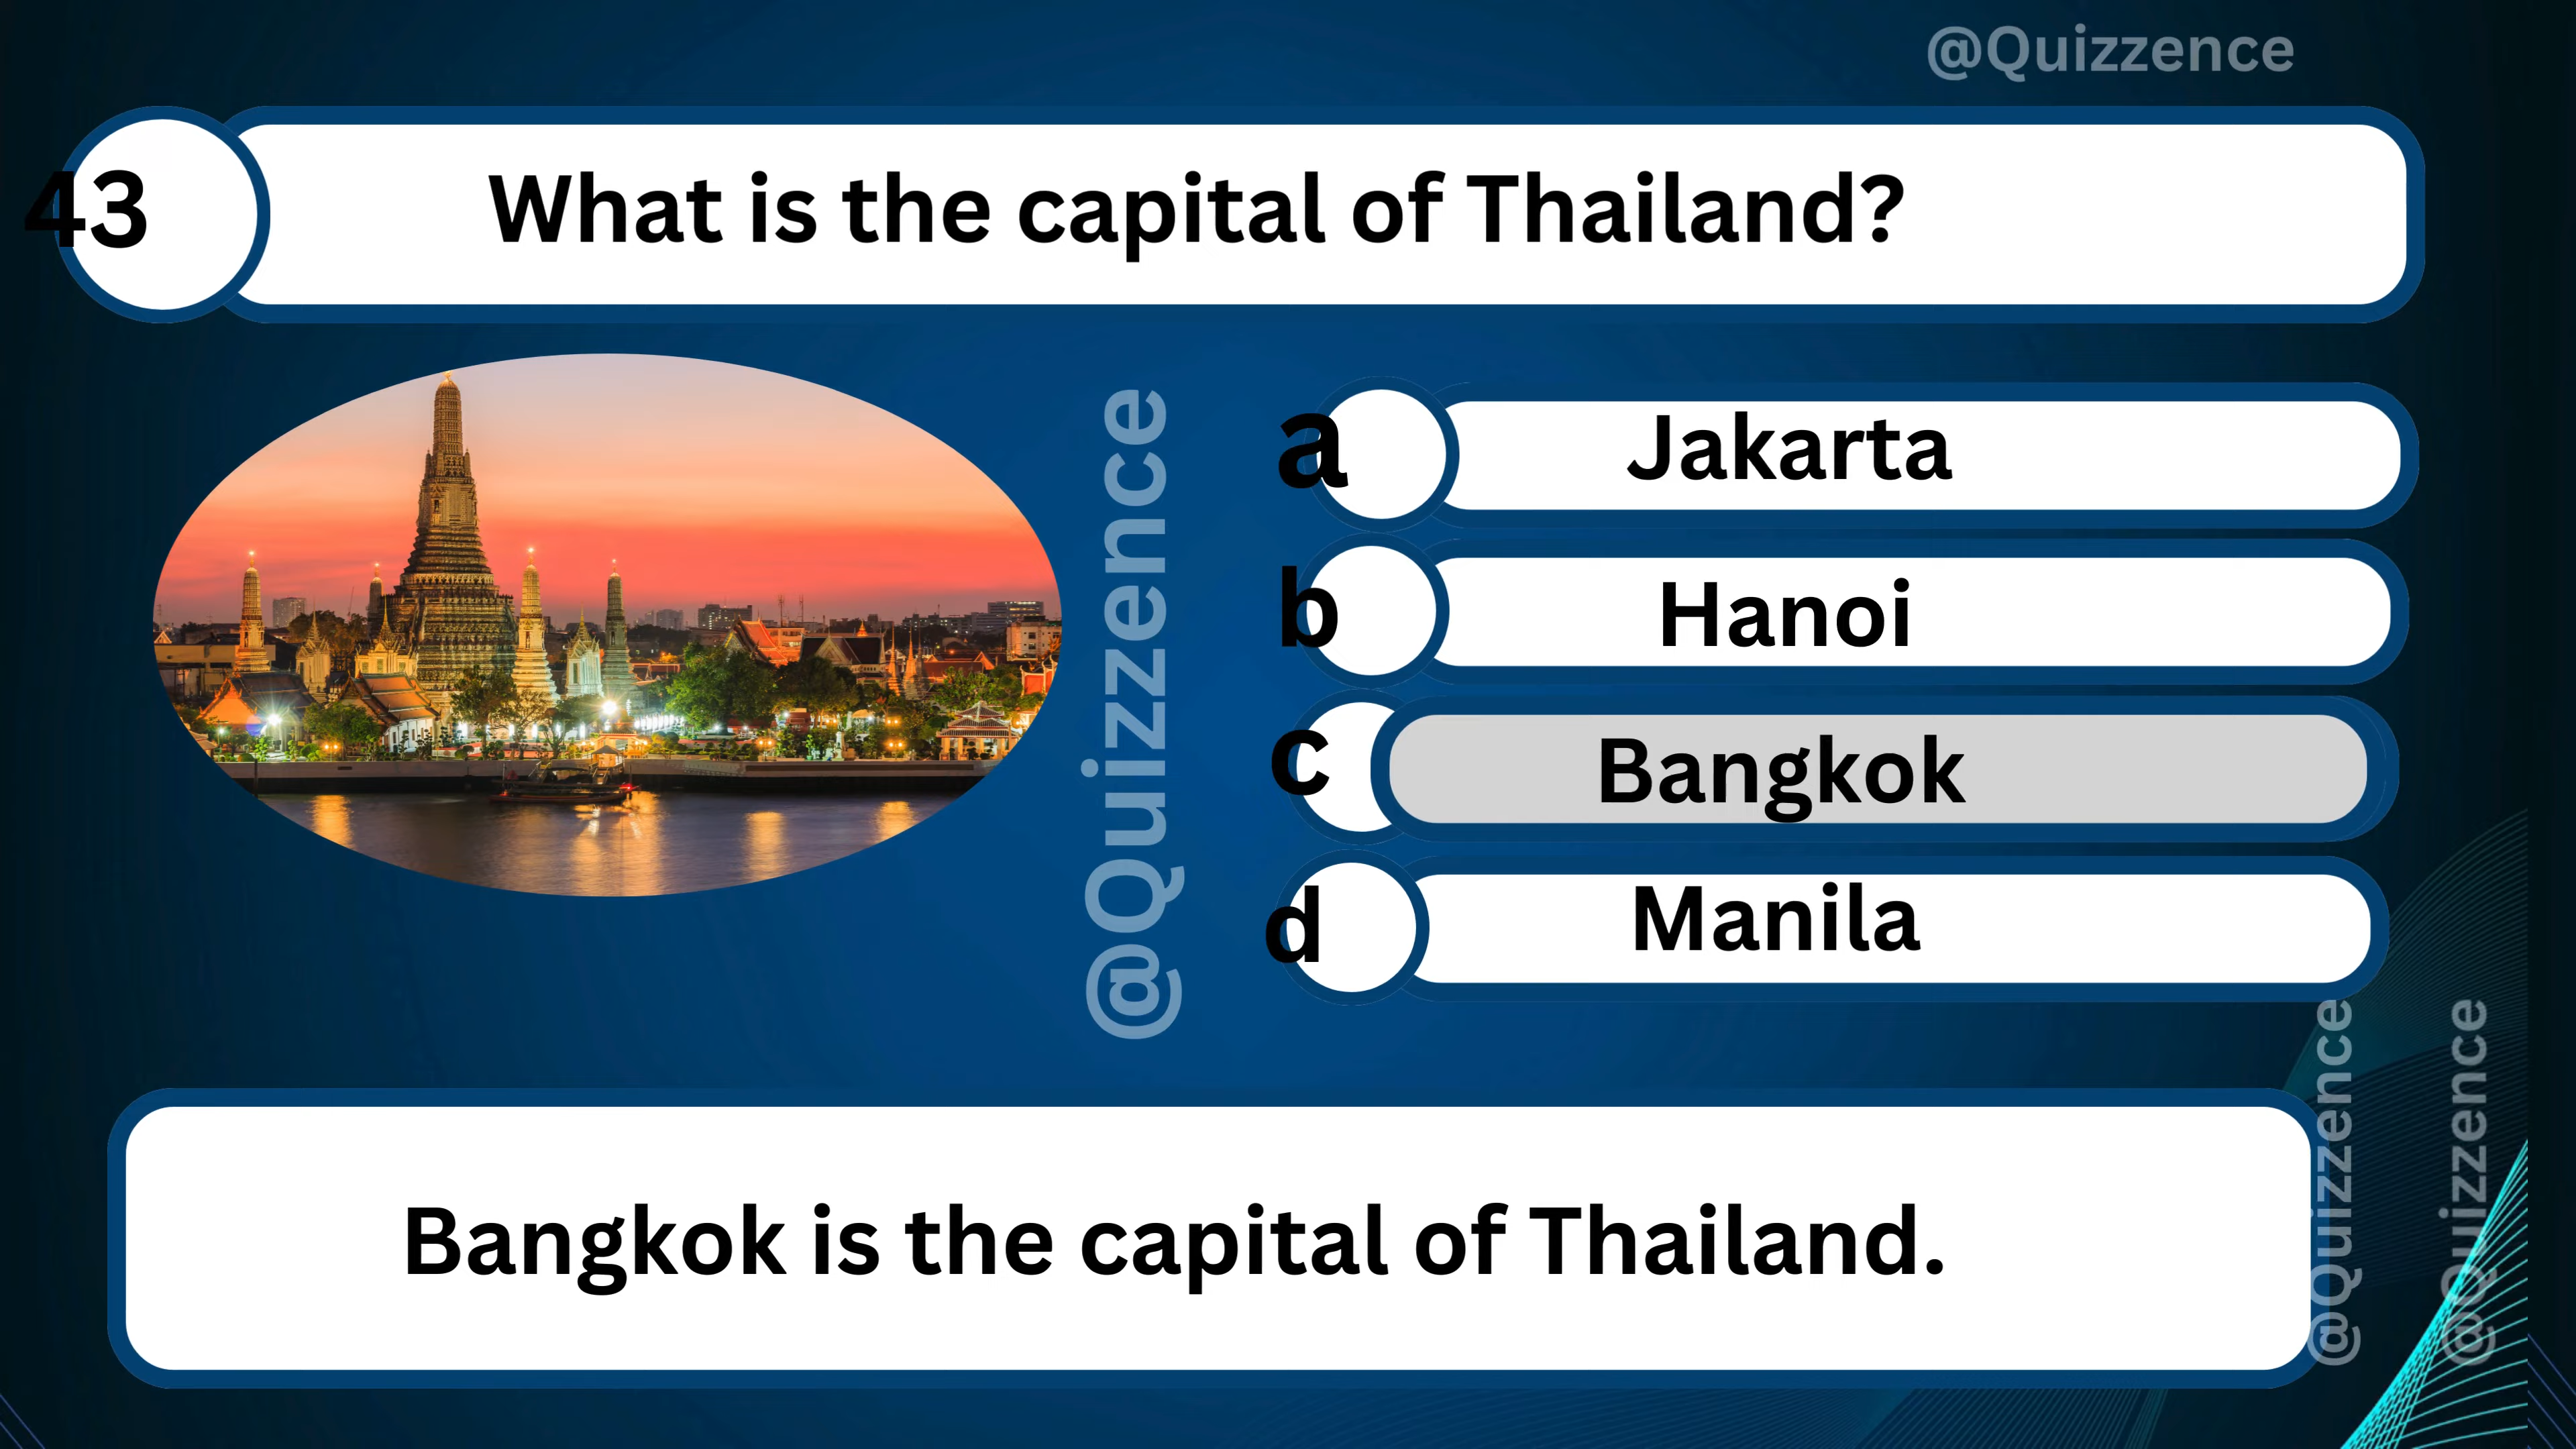 @Quizzence
43
What is the capital of Thailand?
@Quizzence
a
Jakarta
b
Hanoi
c
Bangkok
d
Manila
Bangkok is the capital of Thailand.
@Quizzence
@Quizzence